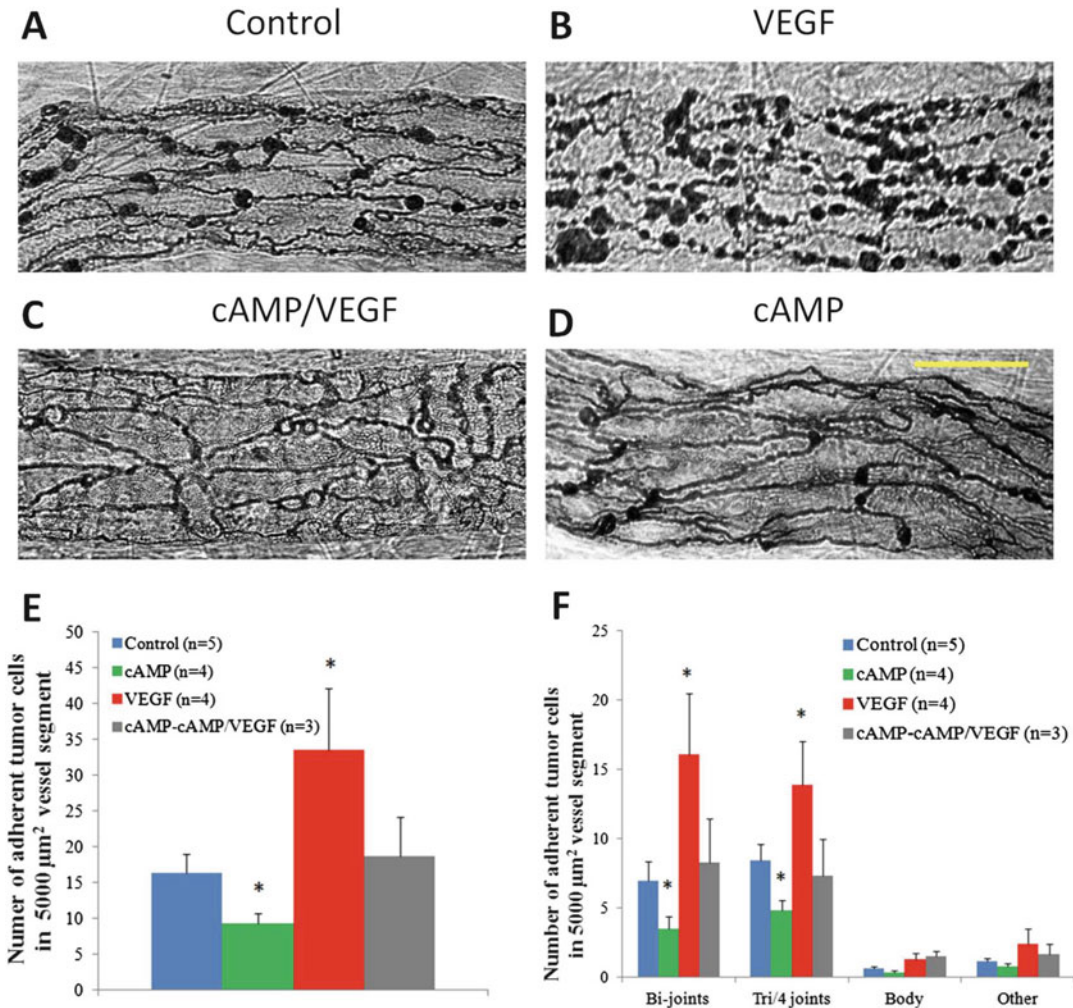 A Control
B VEGF
C cAMP/VEGF
D cAMP
E
50
45
40
35
30
25
20
15
10
5
0
Numer of adherent tumor cells
in 5000 μm² vessel segment
Control (n=5)
cAMP (n=4)
VEGF (n=4)
cAMP-cAMP/VEGF (n=3)
*
*
F
25
20
15
10
5
0
Number of adherent tumor cells
in 5000 μm² vessel segment
Control (n=5)
cAMP (n=4)
VEGF (n=4)
cAMP-cAMP/VEGF (n=3)
*
*
*
*
Bi-joints Tri/4 joints Body Other